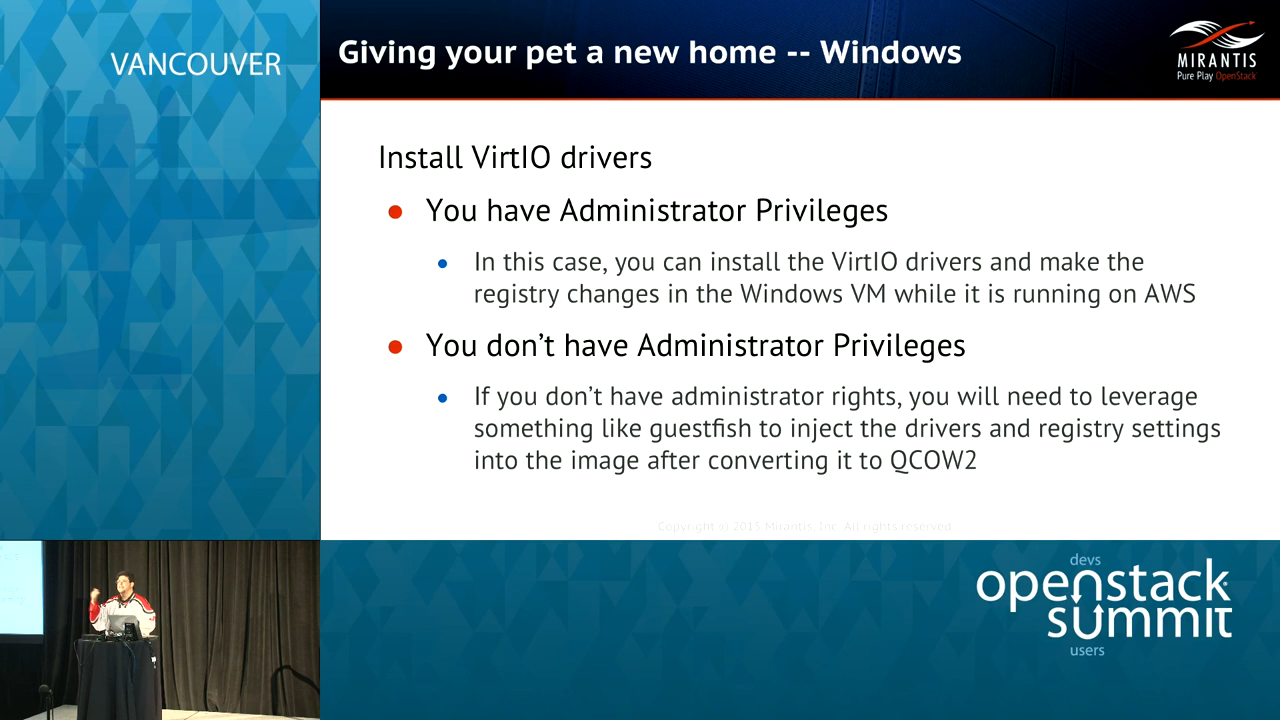 VANCOUVER
Giving your pet a new home -- Windows
MIRANTIS
Pure Play OpenStack
Install VirtIO drivers
You have Administrator Privileges
In this case, you can install the VirtIO drivers and make the
registry changes in the Windows VM while it is running on AWS
You don’t have Administrator Privileges
If you don’t have administrator rights, you will need to leverage
something like guestfish to inject the drivers and registry settings
into the image after converting it to QCOW2
Copyright © 2015 Mirantis, Inc. All rights reserved
devs
openstack
summit
users